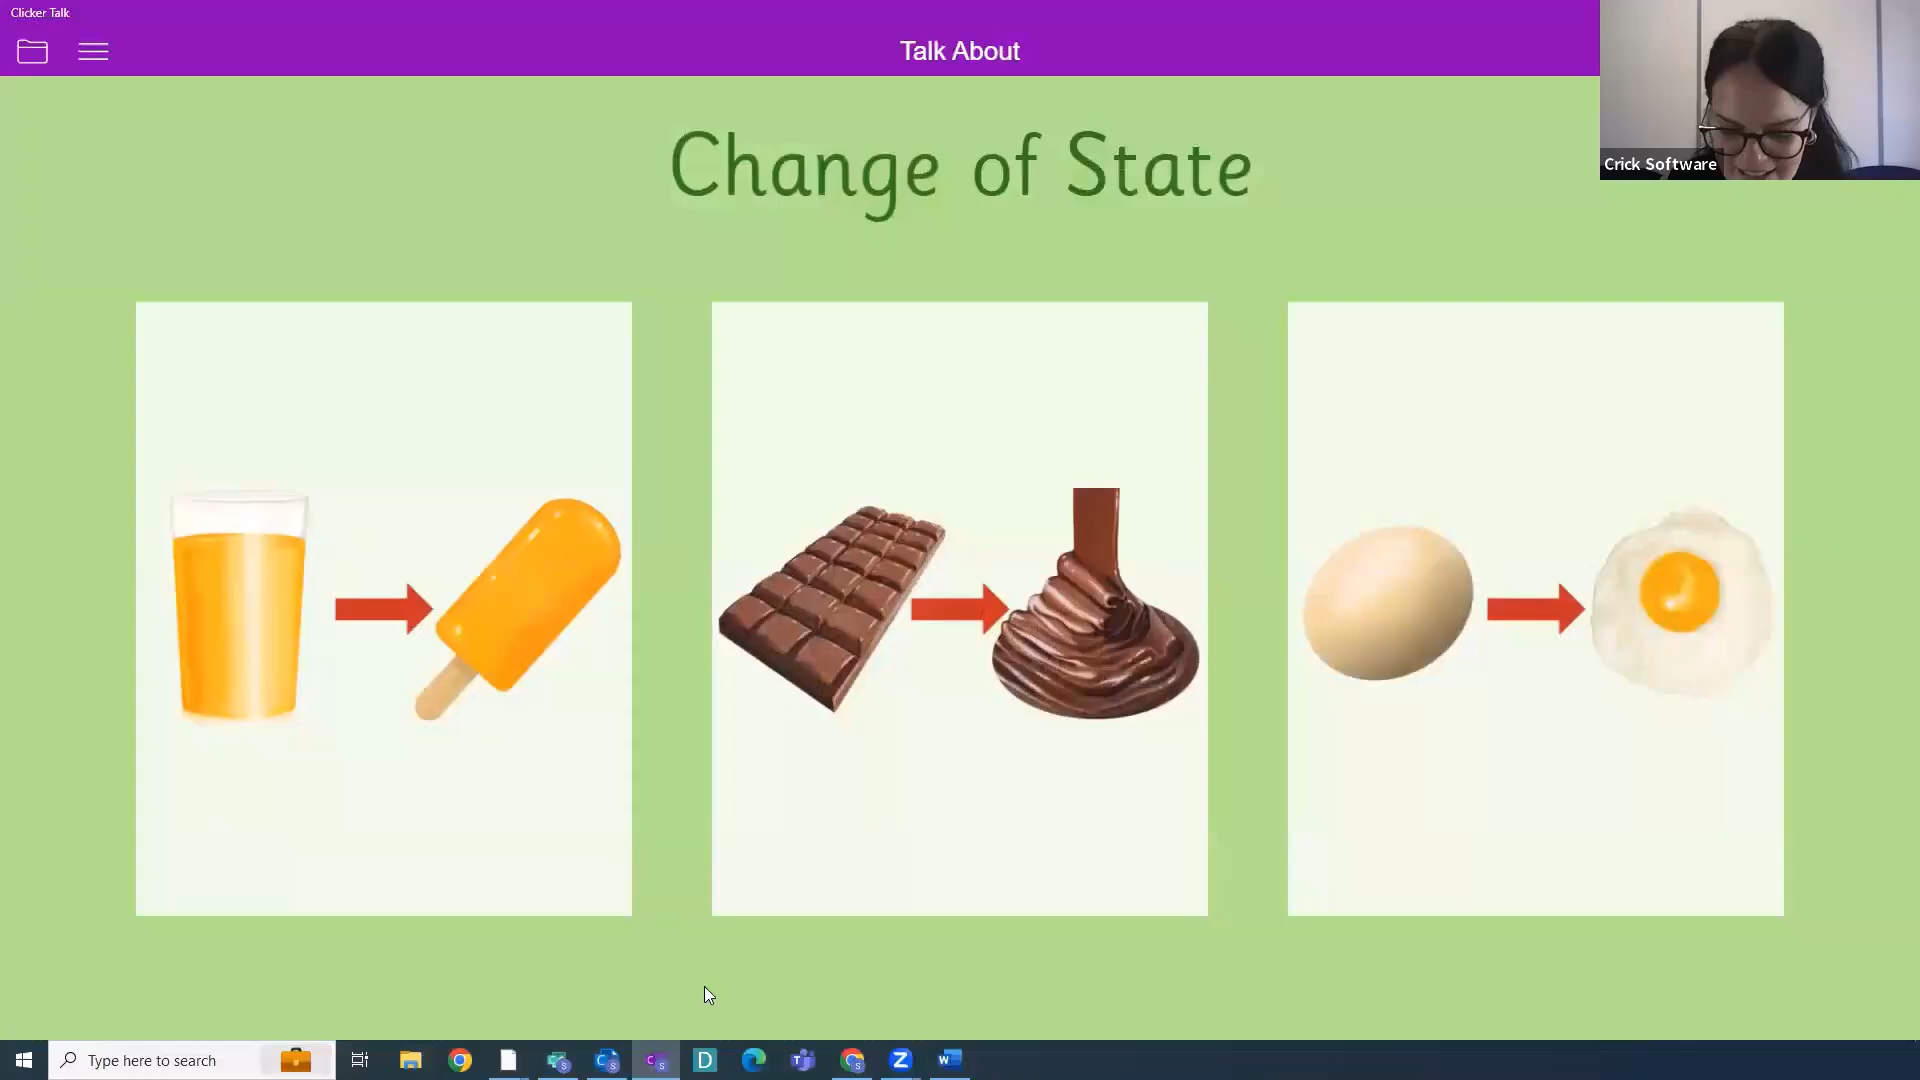 Clicker Talk
Talk About
Crick Software
Change of State
Type here to search